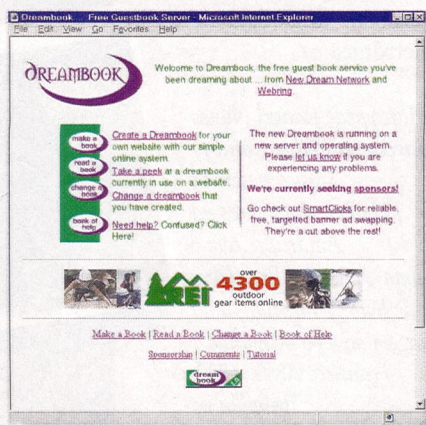 Dreambook ... Free Guestbook Server - Microsoft Internet Explorer
File Edit View Go Favorites Help
DREAMBOOK
Welcome to Dreambook, the free guest book service you've
been dreaming about ... from New Dream Network and
Webring.
make a
book
Create a Dreambook for your
own website with our simple
online system.
read a
book
Take a peek at a dreambook
currently in use on a website.
change a
book
Change a dreambook that
you have created.
book of
help
Need help? Confused? Click
Here!
The new Dreambook is running on a
new server and operating system.
Please let us know if you are
experiencing any problems.
We're currently seeking sponsors!
Go check out SmartClicks for reliable,
free, targetted banner ad swapping.
They're a cut above the rest!
REI
over
4300
outdoor
gear items online
Make a Book | Read a Book | Change a Book | Book of Help
Sponsorship | Comments | Tutorial
dream
book